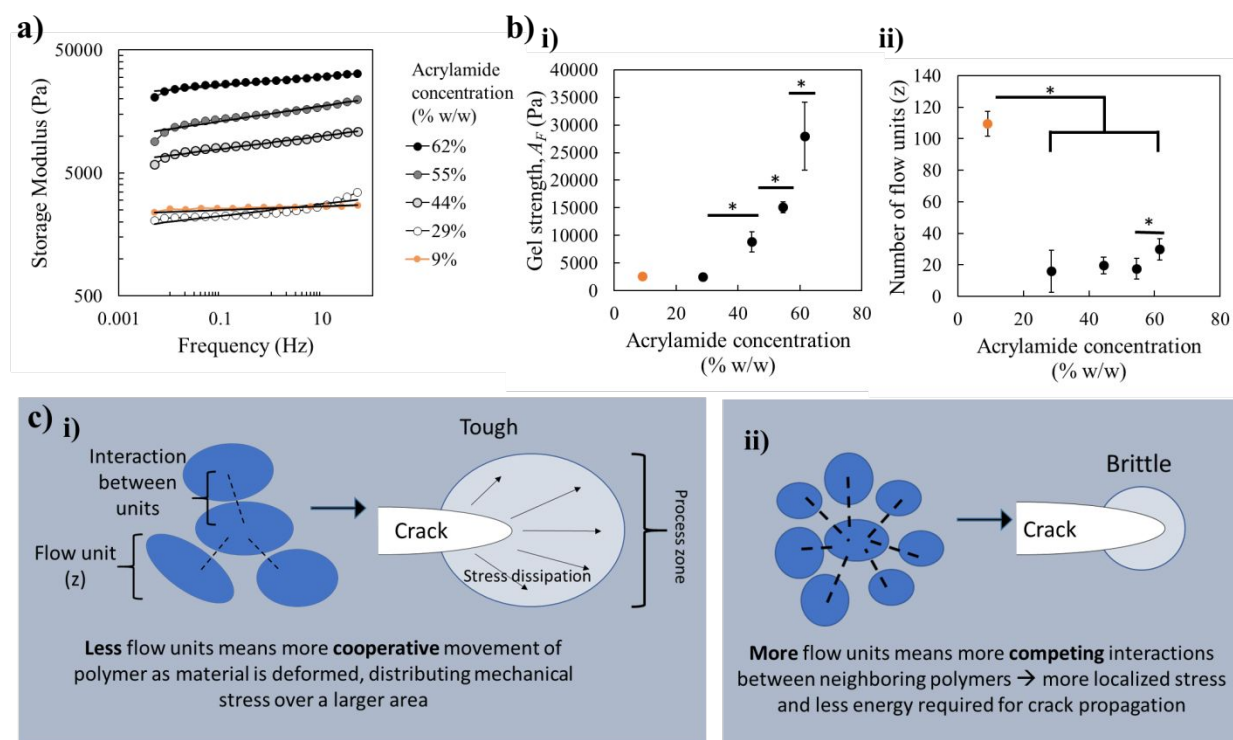 a)
50000
5000
500
Storage Modulus (Pa)
0.001
0.1
10
Frequency (Hz)
Acrylamide
concentration
(% w/w)
62%
55%
44%
29%
9%
b)
i)
40000
35000
30000
25000
20000
15000
10000
5000
0
Gel strength, A_F (Pa)
*
*
*
0
20
40
60
80
Acrylamide concentration
(% w/w)
ii)
140
120
100
80
60
40
20
0
Number of flow units (z)
*
*
0
20
40
60
80
Acrylamide concentration
(% w/w)
c)
i)
Interaction
between
units
Flow unit
(z)
Tough
Crack
Stress dissipation
Process zone
Less flow units means more cooperative movement of
polymer as material is deformed, distributing mechanical
stress over a larger area
ii)
Brittle
Crack
More flow units means more competing interactions
between neighboring polymers → more localized stress
and less energy required for crack propagation